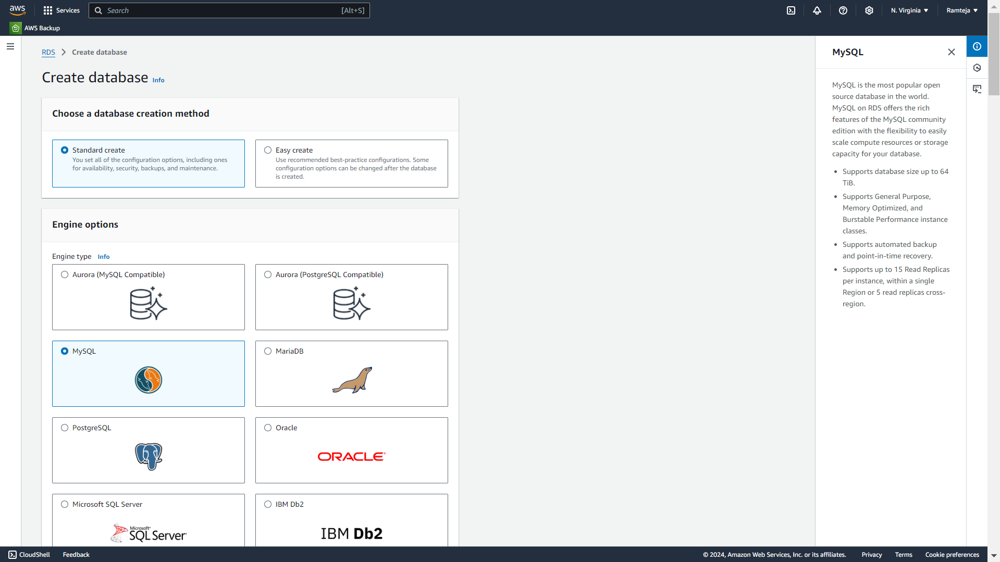 aws
Services
Search [Alt+S]
N. Virginia
Ramteja
AWS Backup
RDS Create database
Create database Info
Choose a database creation method
Standard create
You set all of the configuration options, including ones
for availability, security, backups, and maintenance.
Easy create
Use recommended best-practice configurations. Some
configuration options can be changed after the database
is created.
Engine options
Engine type Info
Aurora (MySQL Compatible)
Aurora (PostgreSQL Compatible)
MySQL
MariaDB
PostgreSQL
Oracle
ORACLE
Microsoft SQL Server
Microsoft
SQL Server
IBM Db2
IBM Db2
MySQL
MySQL is the most popular open
source database in the world.
MySQL on RDS offers the rich
features of the MySQL community
edition with the flexibility to easily
scale compute resources or storage
capacity for your database.
• Supports database size up to 64
TiB.
• Supports General Purpose,
Memory Optimized, and
Burstable Performance instance
classes.
• Supports automated backup
and point-in-time recovery.
• Supports up to 15 Read Replicas
per instance, within a single
Region or 5 read replicas cross-
region.
CloudShell
Feedback
© 2024, Amazon Web Services, Inc. or its affiliates.
Privacy
Terms
Cookie preferences